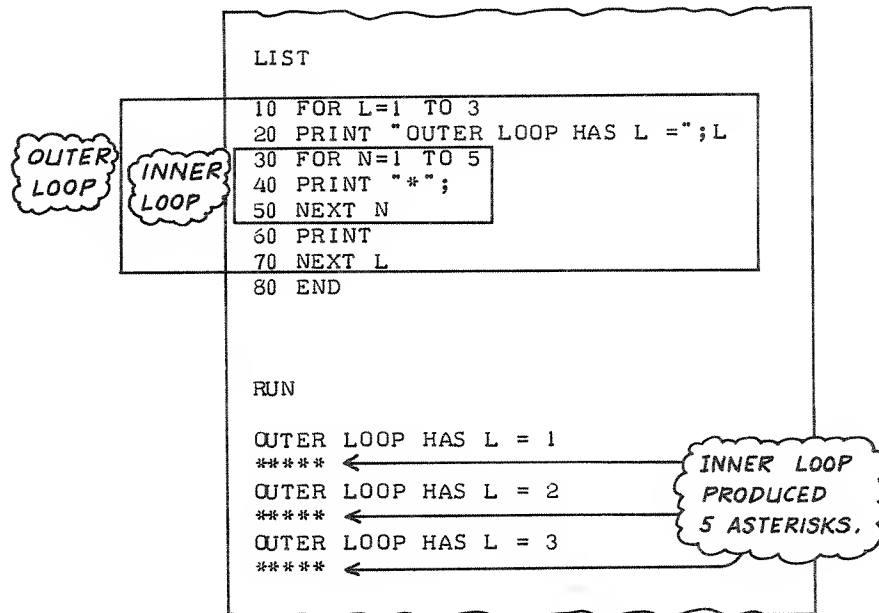 LIST
10 FOR L=1 TO 3
20 PRINT "OUTER LOOP HAS L =";L
30 FOR N=1 TO 5
40 PRINT "*";
50 NEXT N
60 PRINT
70 NEXT L
80 END
OUTER
LOOP
INNER
LOOP
RUN
OUTER LOOP HAS L = 1
*****
OUTER LOOP HAS L = 2
*****
OUTER LOOP HAS L = 3
*****
INNER LOOP
PRODUCED
5 ASTERISKS.